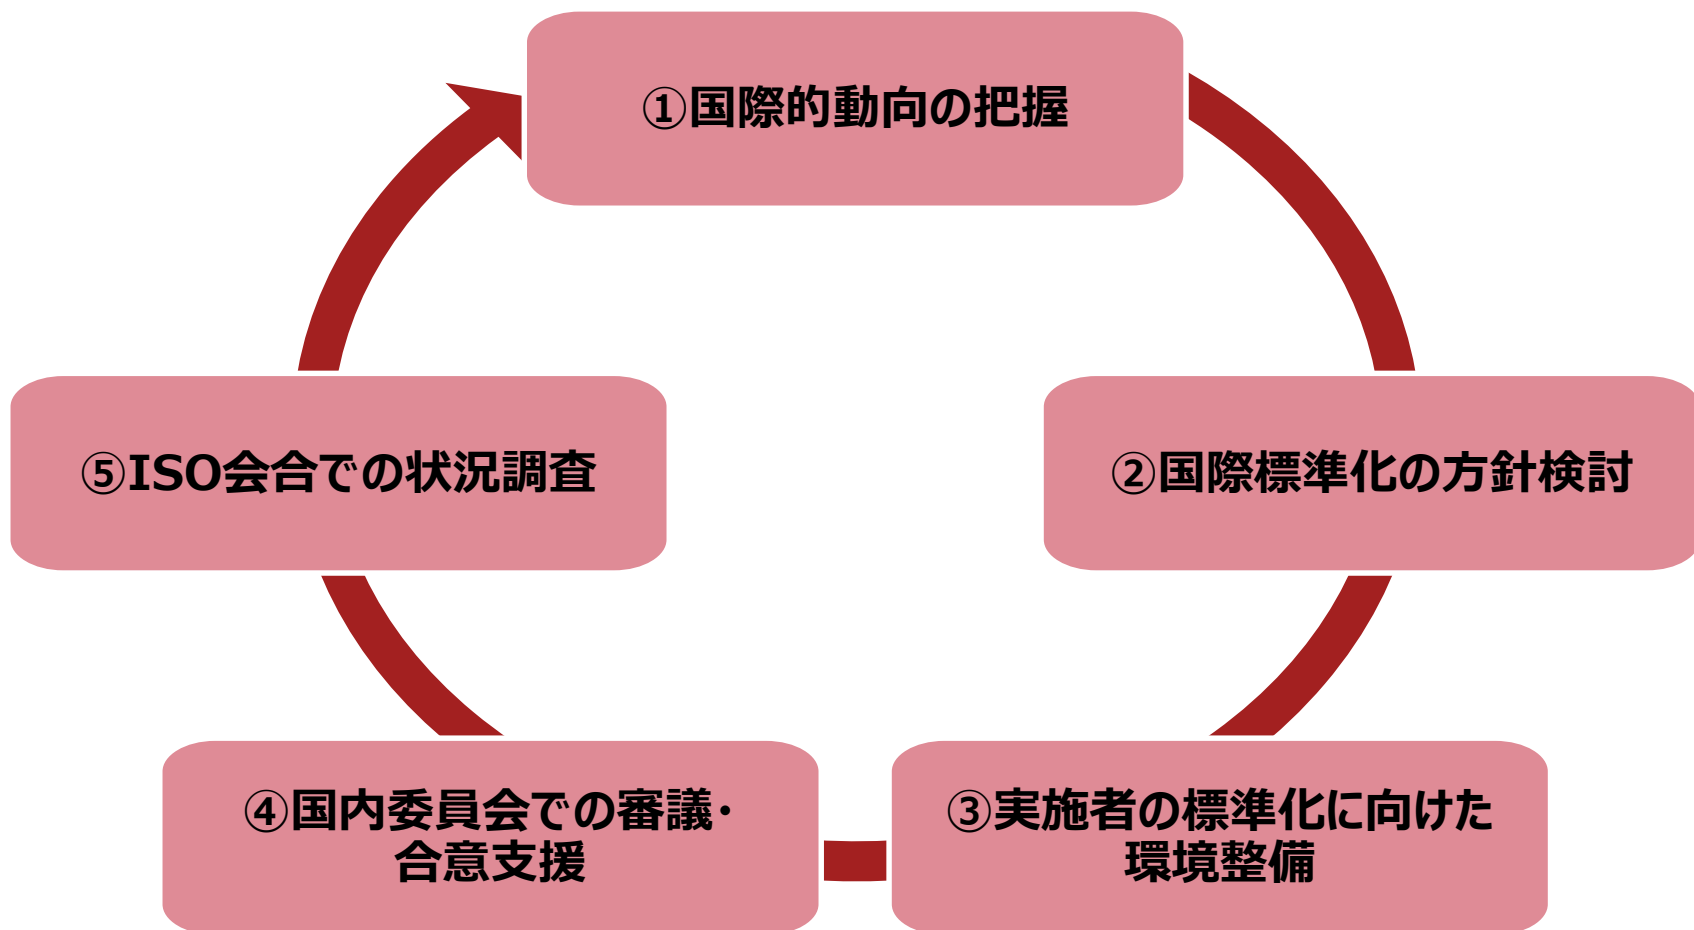 ①国際的動向の把握
②国際標準化の方針検討
③実施者の標準化に向けた
環境整備
④国内委員会での審議・
合意支援
⑤ISO会合での状況調査